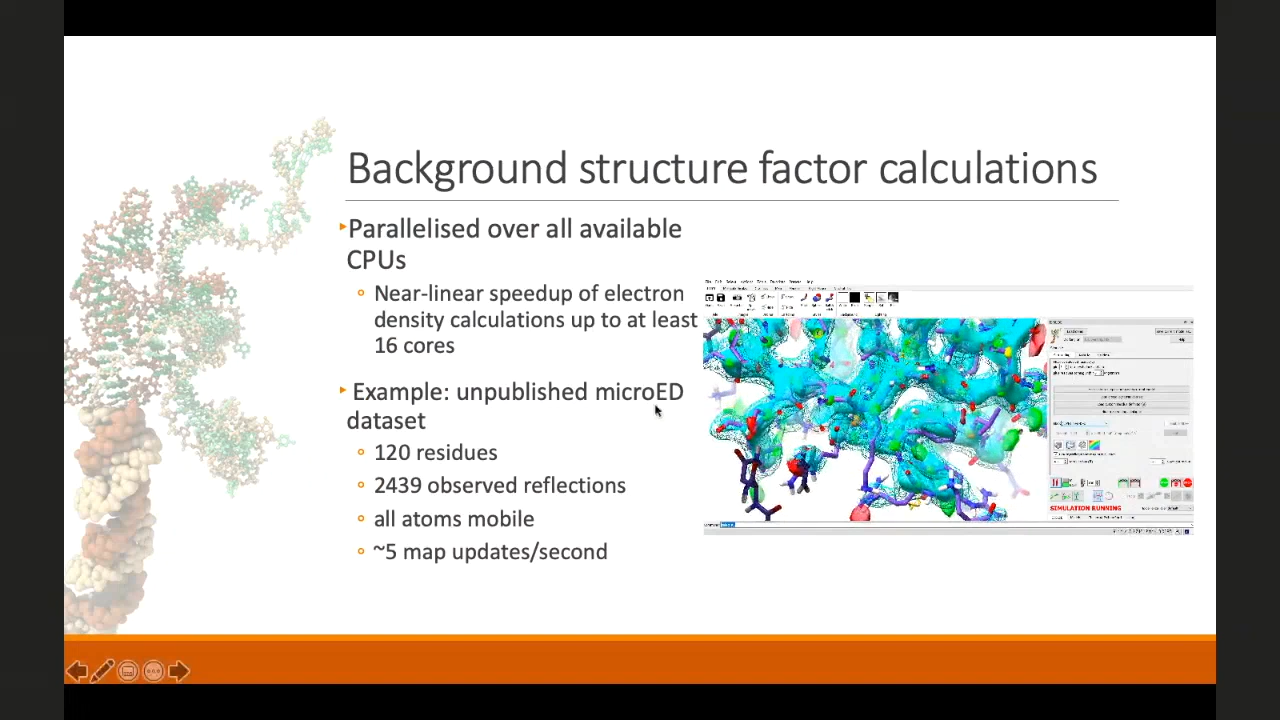 Background structure factor calculations
Parallelised over all available
CPUs
Near-linear speedup of electron
density calculations up to at least
16 cores
Example: unpublished microED
dataset
120 residues
2439 observed reflections
all atoms mobile
~5 map updates/second
SIMULATION RUNNING